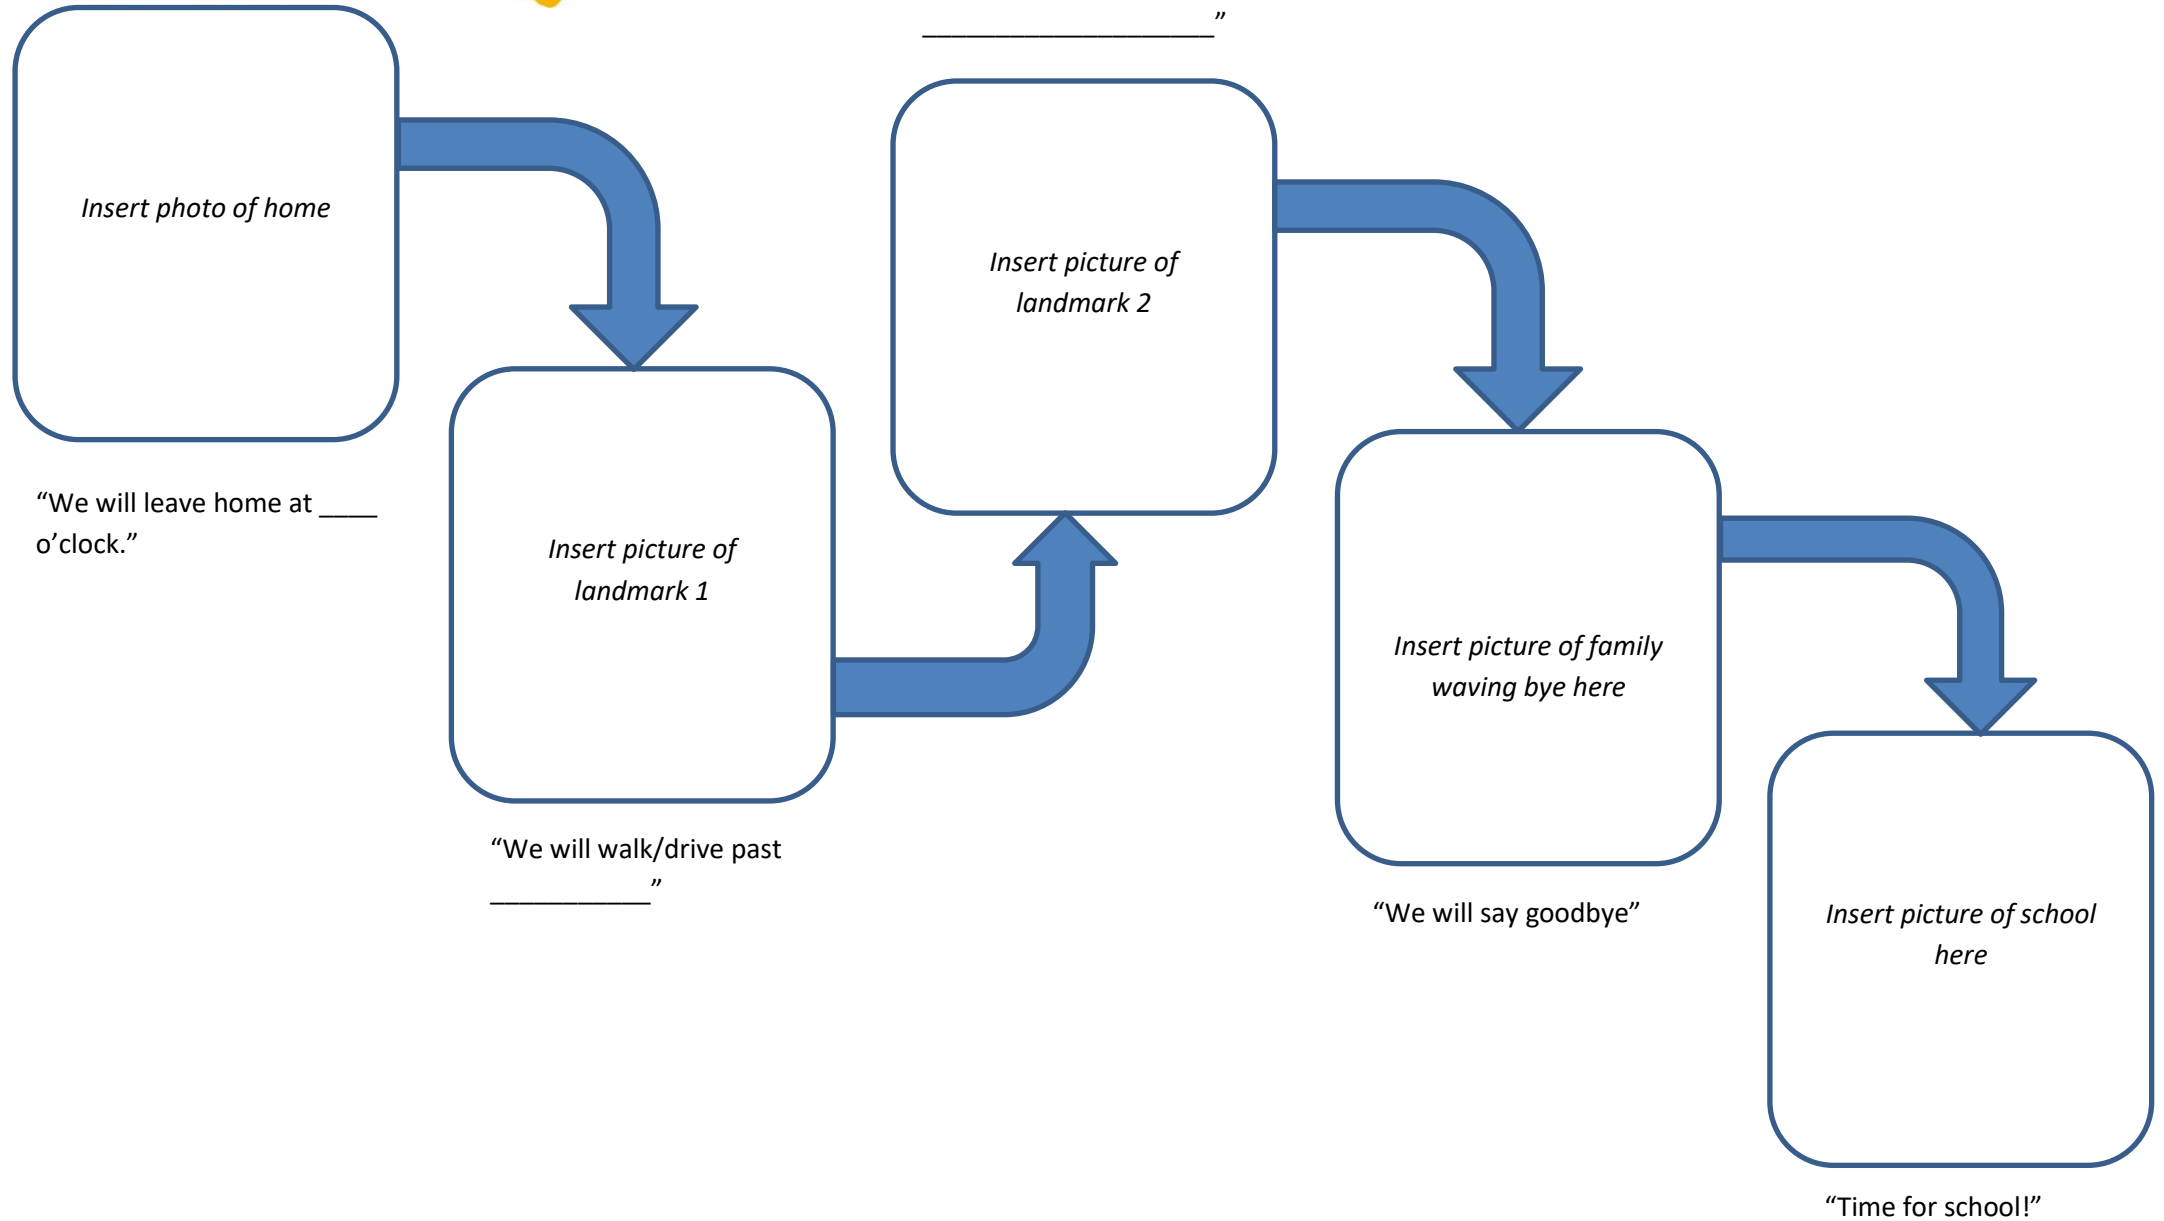 Insert photo of home
“We will leave home at ____
o’clock.”
Insert picture of
landmark 1
“We will walk/drive past
___________”
____________________”
Insert picture of
landmark 2
Insert picture of family
waving bye here
“We will say goodbye”
Insert picture of school
here
“Time for school!”